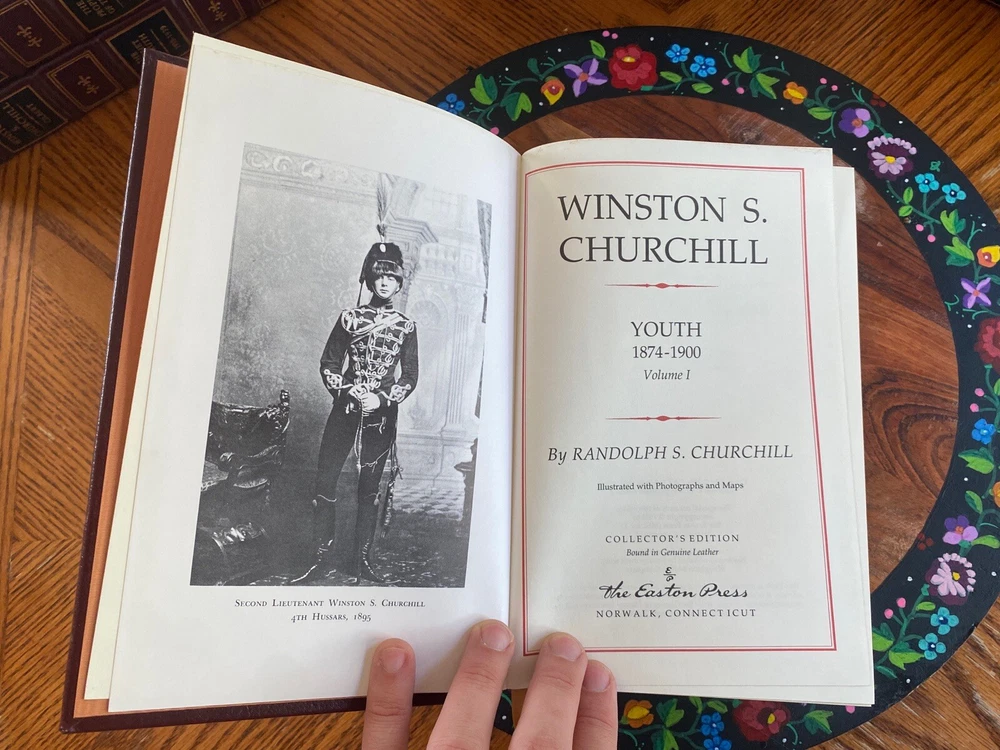 SECOND LIEUTENANT WINSTON S. CHURCHILL
4TH HUSSARS, 1895
WINSTON S.
CHURCHILL
YOUTH
1874-1900
Volume I
By RANDOLPH S. CHURCHILL
Illustrated with Photographs and Maps
COLLECTOR'S EDITION
Bound in Genuine Leather
The Easton Press
NORWALK, CONNECTICUT